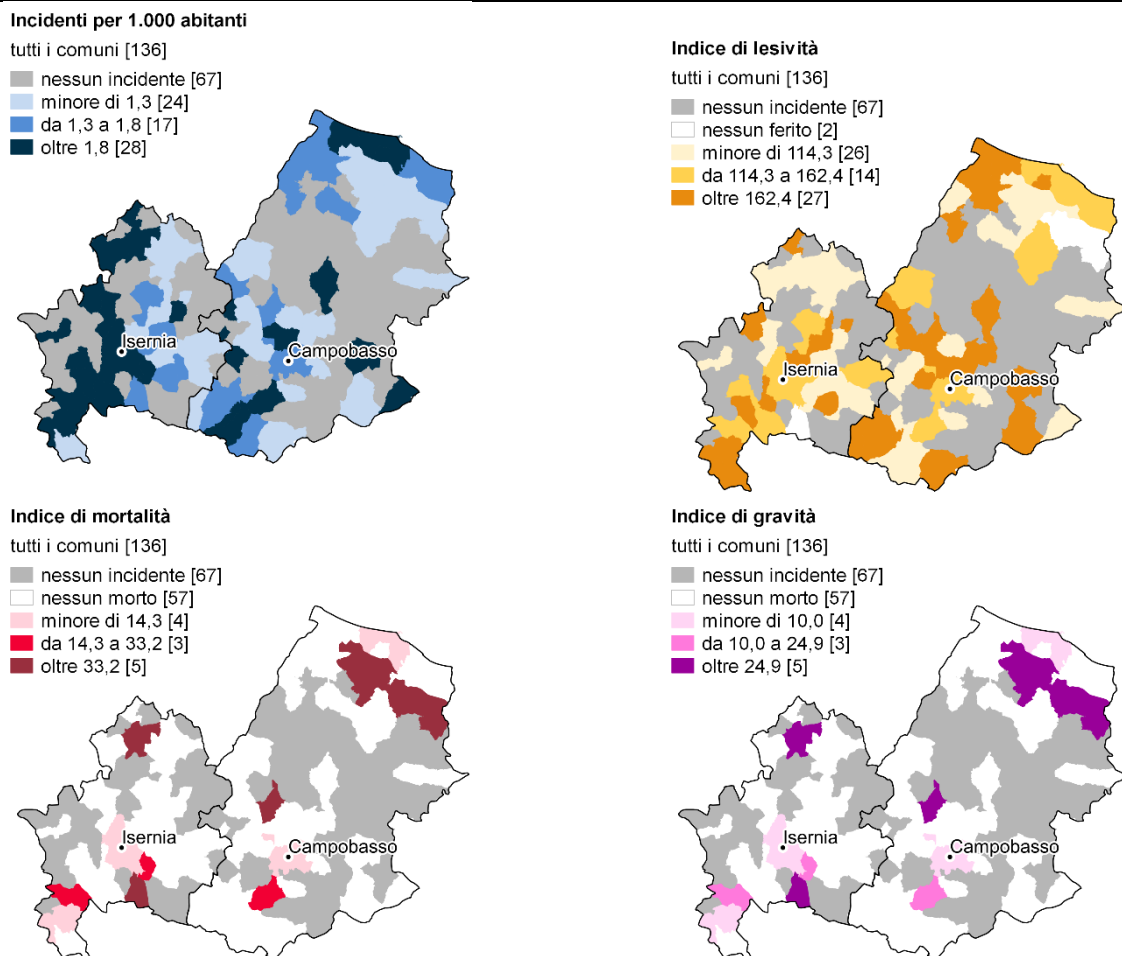 Incidenti per 1.000 abitanti
tutti i comuni [136]
nessun incidente [67]
minore di 1,3 [24]
da 1,3 a 1,8 [17]
oltre 1,8 [28]
Isernia
Campobasso
Indice di lesività
tutti i comuni [136]
nessun incidente [67]
nessun ferito [2]
minore di 114,3 [26]
da 114,3 a 162,4 [14]
oltre 162,4 [27]
Isernia
Campobasso
Indice di mortalità
tutti i comuni [136]
nessun incidente [67]
nessun morto [57]
minore di 14,3 [4]
da 14,3 a 33,2 [3]
oltre 33,2 [5]
Isernia
Campobasso
Indice di gravità
tutti i comuni [136]
nessun incidente [67]
nessun morto [57]
minore di 10,0 [4]
da 10,0 a 24,9 [3]
oltre 24,9 [5]
Isernia
Campobasso